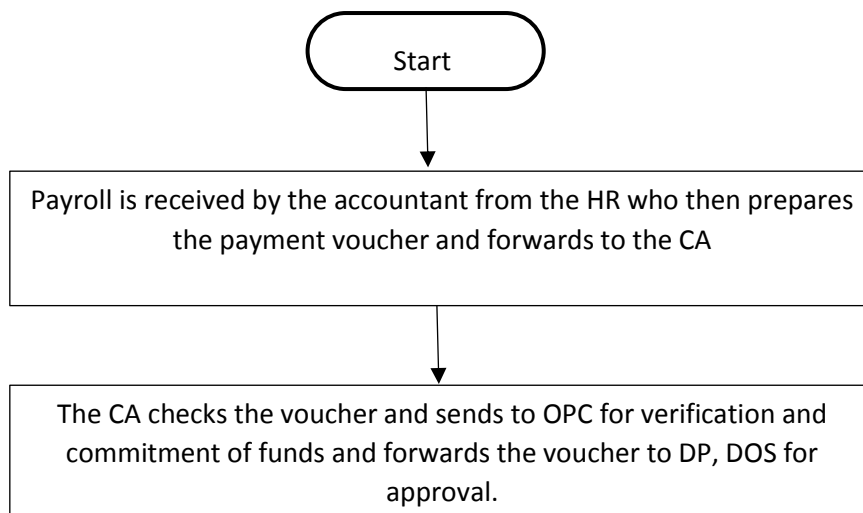 Start
Payroll is received by the accountant from the HR who then prepares
the payment voucher and forwards to the CA
The CA checks the voucher and sends to OPC for verification and
commitment of funds and forwards the voucher to DP, DOS for
approval.